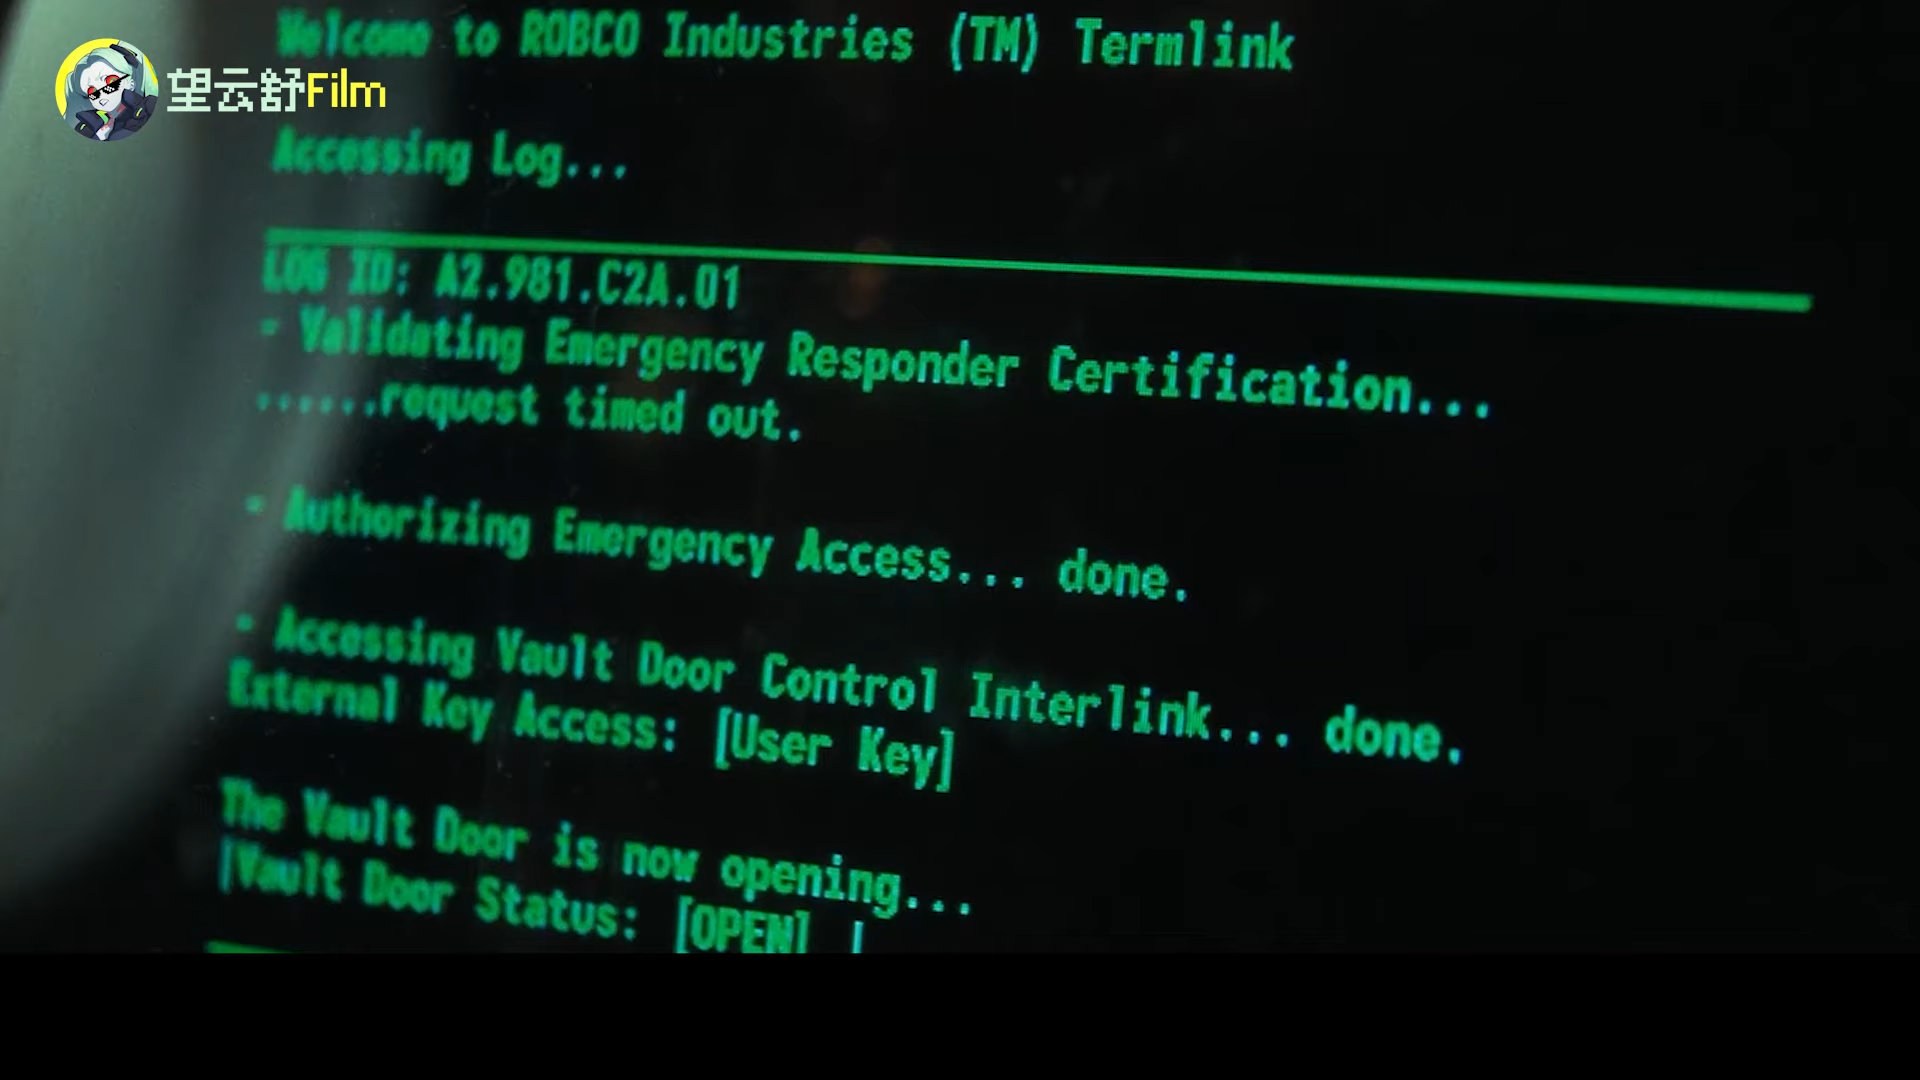 Welcome to ROBCO Industries (TM) Termlink
望云舒Film
Accessing Log...
LOG ID: A2.981.C2A.01
- Validating Emergency Responder Certification...
......request timed out.
- Authorizing Emergency Access... done.
- Accessing Vault Door Control Interlink... done.
External Key Access: [User Key]
The Vault Door is now opening...
|Vault Door Status: [OPEN] |